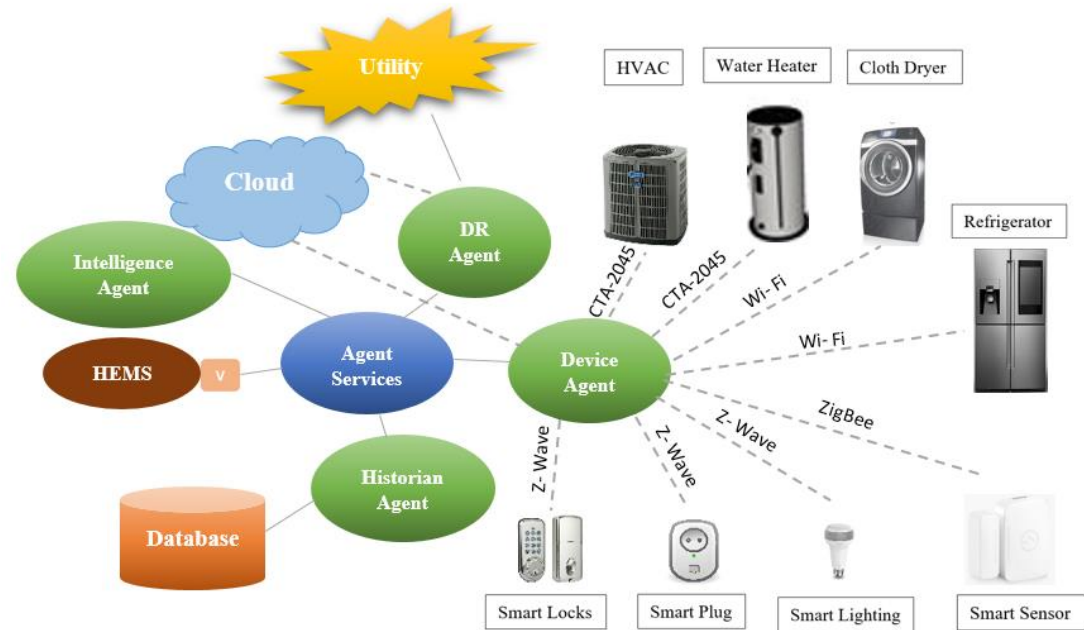 Utility
HVAC
Water Heater
Cloth Dryer
Cloud
DR
Agent
Refrigerator
Intelligence
Agent
CTA-2045
CTA-2045
Wi- Fi
Wi- Fi
HEMS
V
Agent
Services
Device
Agent
ZigBee
Z- Wave
Z- Wave
Z- Wave
Historian
Agent
Database
Smart Locks
Smart Plug
Smart Lighting
Smart Sensor